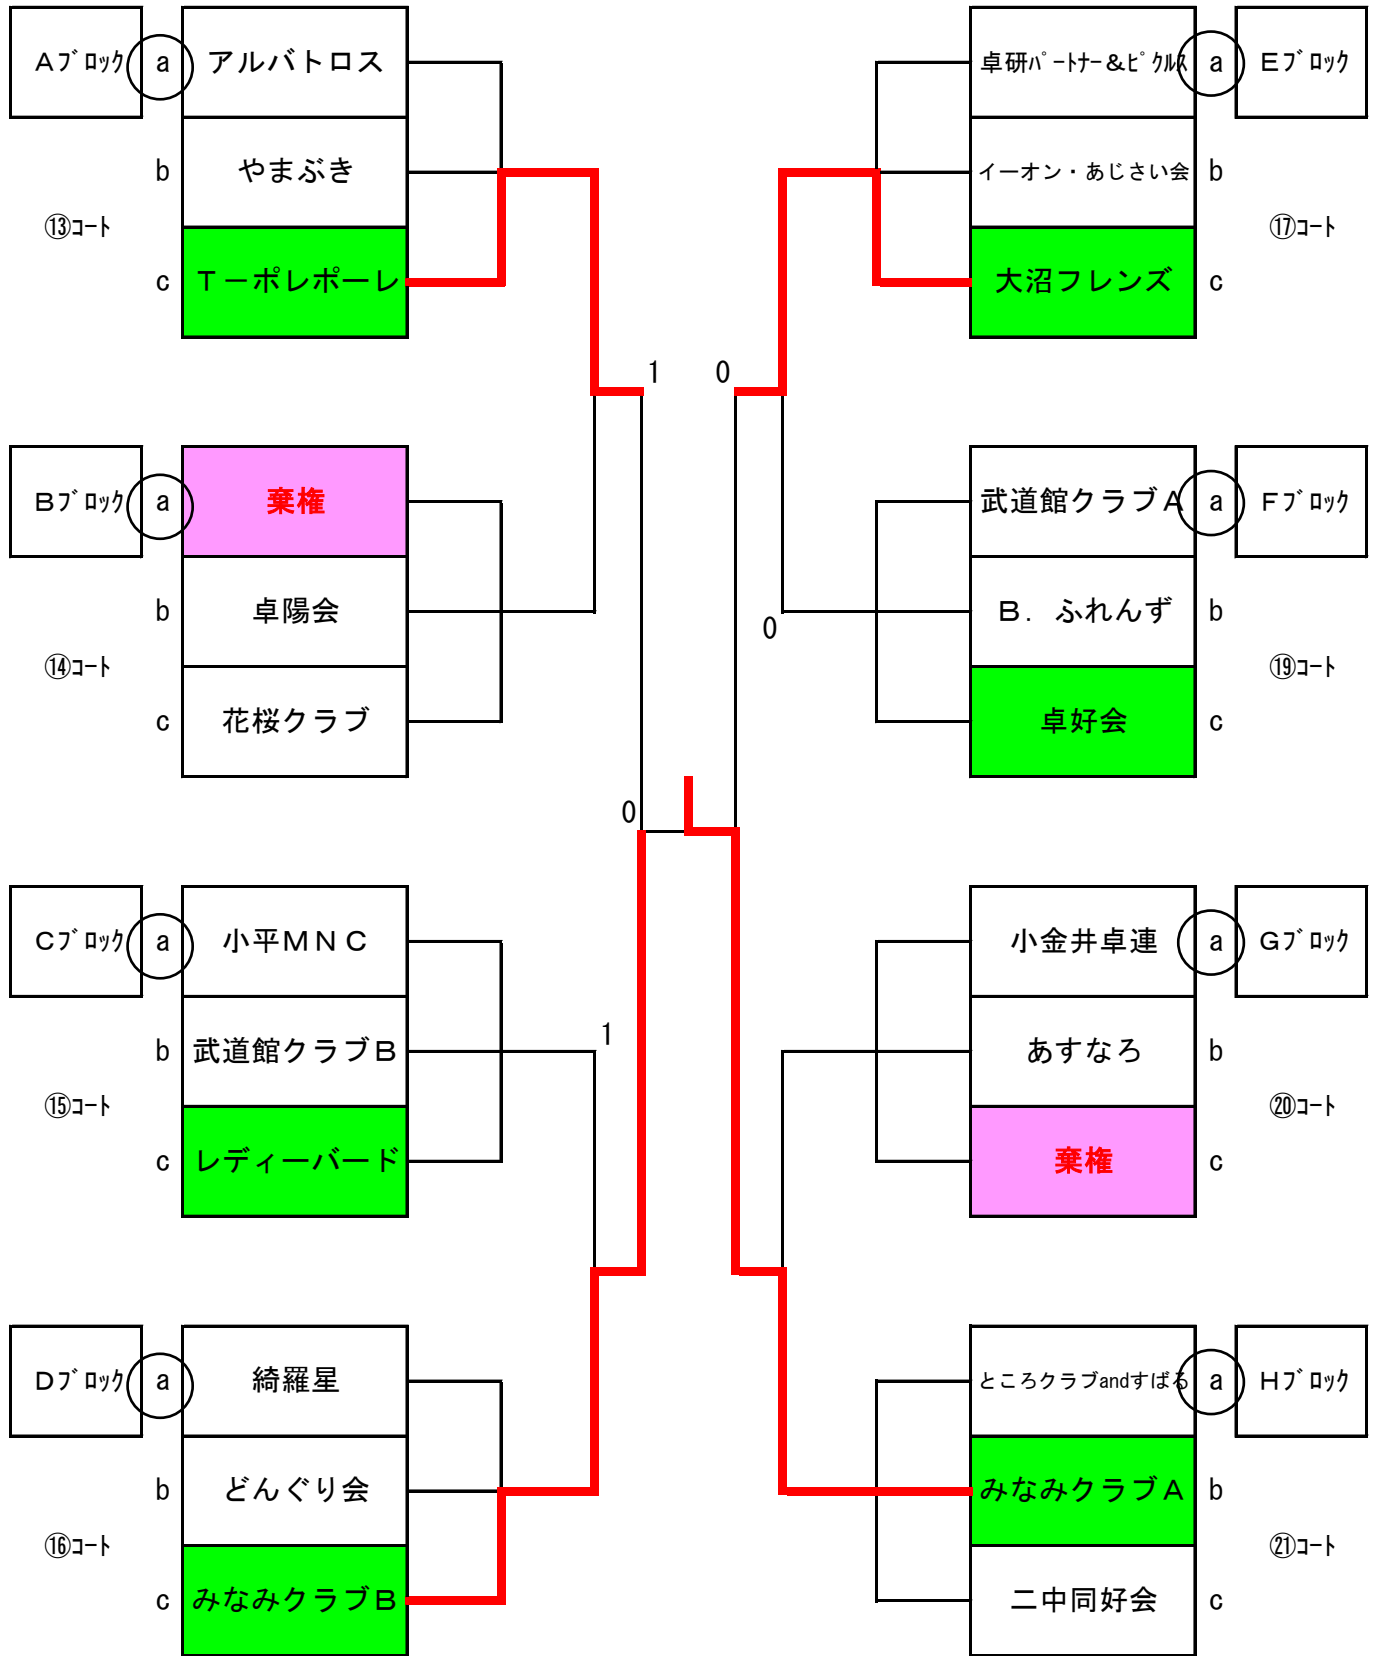 Aﾌﾞﾛｯｸ a アルバトロス
b やまぶき
⑬ｺｰﾄ
c T－ポレポーレ
Bﾌﾞﾛｯｸ a 棄権
b 卓陽会
⑭ｺｰﾄ
c 花桜クラブ
Cﾌﾞﾛｯｸ a 小平MNC
b 武道館クラブB
⑮ｺｰﾄ
c レディーバード
Dﾌﾞﾛｯｸ a 綺羅星
b どんぐり会
⑯ｺｰﾄ
c みなみクラブB
1
0
1
0
0
卓研ﾊﾟｰﾄﾅｰ&ﾋﾟｸﾙｽ a Eﾌﾞﾛｯｸ
イーオン・あじさい会 b
⑰ｺｰﾄ
大沼フレンズ c
武道館クラブA a Fﾌﾞﾛｯｸ
B．ふれんず b
⑲ｺｰﾄ
卓好会 c
小金井卓連 a Gﾌﾞﾛｯｸ
あすなろ b
⑳ｺｰﾄ
棄権 c
ところクラブandすばる a Hﾌﾞﾛｯｸ
みなみクラブA b
㉑ｺｰﾄ
二中同好会 c